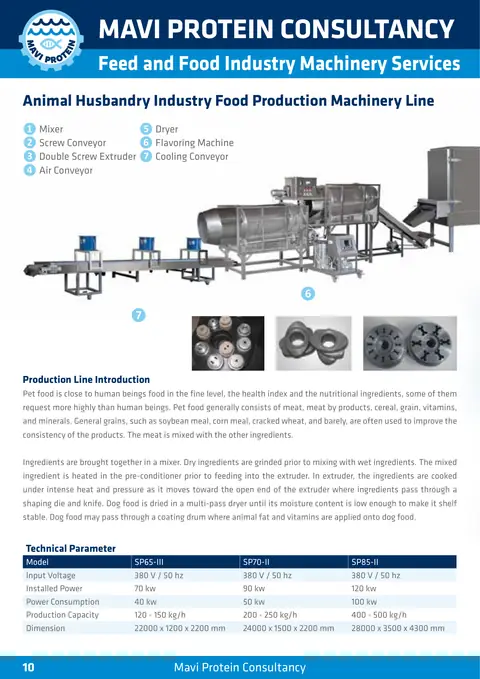 MAVI PROTEIN CONSULTANCY
MAVI PROTEIN
Feed and Food Industry Machinery Services
Animal Husbandry Industry Food Production Machinery Line
1 Mixer
2 Screw Conveyor
3 Double Screw Extruder
4 Air Conveyor
5 Dryer
6 Flavoring Machine
7 Cooling Conveyor
6
7
Production Line Introduction
Pet food is close to human beings food in the fine level, the health index and the nutritional ingredients, some of them
request more highly than human beings. Pet food generally consists of meat, meat by products, cereal, grain, vitamins,
and minerals. General grains, such as soybean meal, corn meal, cracked wheat, and barely, are often used to improve the
consistency of the products. The meat is mixed with the other ingredients.
Ingredients are brought together in a mixer. Dry ingredients are grinded prior to mixing with wet ingredients. The mixed
ingredient is heated in the pre-conditioner prior to feeding into the extruder. In extruder, the ingredients are cooked
under intense heat and pressure as it moves toward the open end of the extruder where ingredients pass through a
shaping die and knife. Dog food is dried in a multi-pass dryer until its moisture content is low enough to make it shelf
stable. Dog food may pass through a coating drum where animal fat and vitamins are applied onto dog food.
Technical Parameter
Model SP65-III SP70-II SP85-II
Input Voltage 380 V / 50 hz 380 V / 50 hz 380 V / 50 hz
Installed Power 70 kw 90 kw 120 kw
Power Consumption 40 kw 50 kw 100 kw
Production Capacity 120 - 150 kg/h 200 - 250 kg/h 400 - 500 kg/h
Dimension 22000 x 1200 x 2200 mm 24000 x 1500 x 2200 mm 28000 x 3500 x 4300 mm
10 Mavi Protein Consultancy